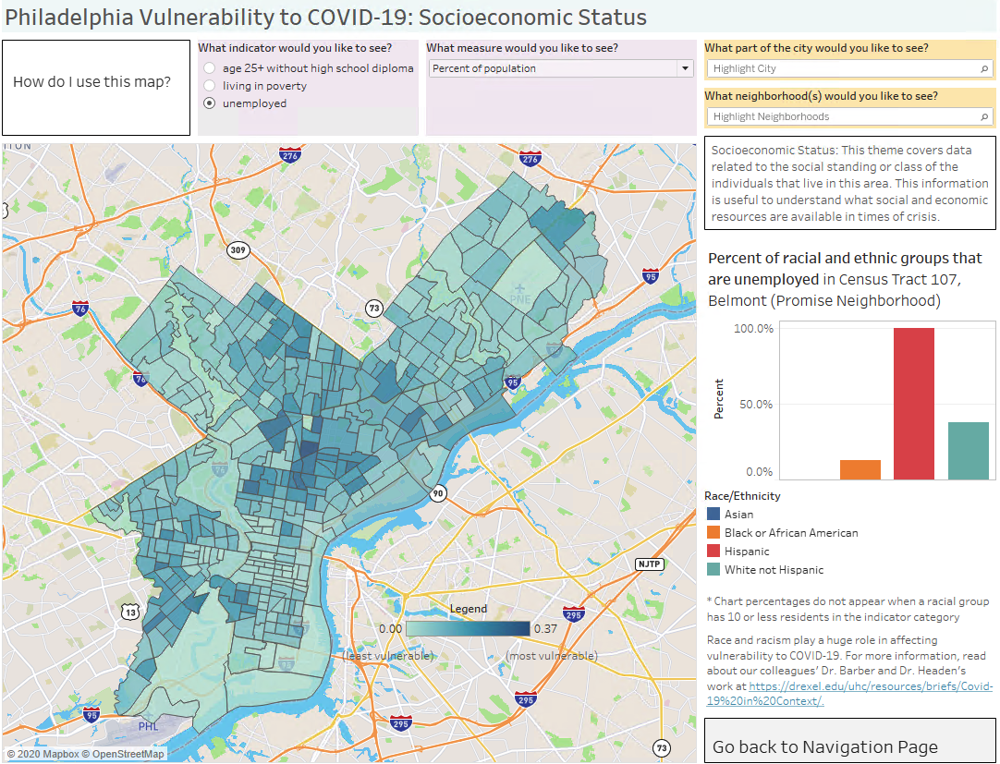 Philadelphia Vulnerability to COVID-19: Socioeconomic Status
How do I use this map?
What indicator would you like to see?
age 25+ without high school diploma
living in poverty
unemployed
What measure would you like to see?
Percent of population
What part of the city would you like to see?
Highlight City
What neighborhood(s) would you like to see?
Highlight Neighborhoods
Socioeconomic Status: This theme covers data
related to the social standing or class of the
individuals that live in this area. This information
is useful to understand what social and economic
resources are available in times of crisis.
276
276
309
95
PNE
76
73
76
95
76
90
NJTP
13
295
Legend
0.00
0.37
(least vulnerable)
(most vulnerable)
95
295
95
PHL
295
73
© 2020 Mapbox © OpenStreetMap
Percent of racial and ethnic groups that
are unemployed in Census Tract 107,
Belmont (Promise Neighborhood)
100.0%
50.0%
0.0%
Percent
Race/Ethnicity
Asian
Black or African American
Hispanic
White not Hispanic
* Chart percentages do not appear when a racial group
has 10 or less residents in the indicator category
Race and racism play a huge role in affecting
vulnerability to COVID-19. For more information, read
about our colleagues' Dr. Barber and Dr. Headen's
work at https://drexel.edu/uhc/resources/briefs/Covid-
19%20in%20Context/.
Go back to Navigation Page